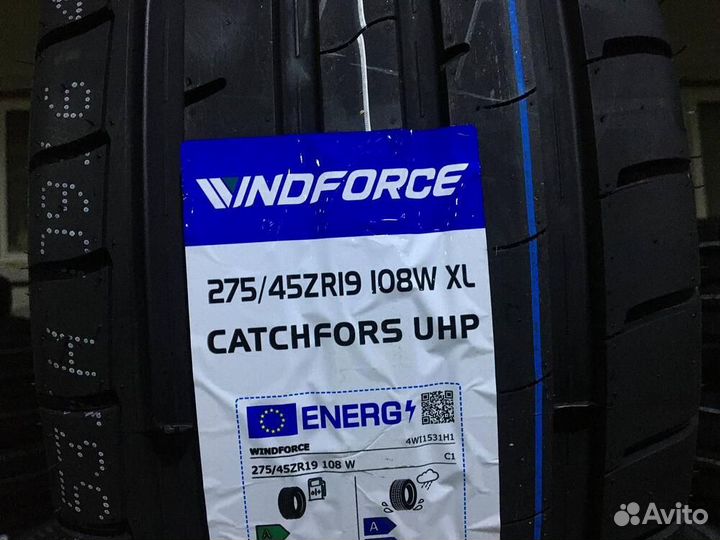 WINDFORCE
275/45ZR19 108W XL
CATCHFORS UHP
ENERG
WINDFORCE
4WI1531H1
275/45ZR19 108 W
C1
A
A
Avito